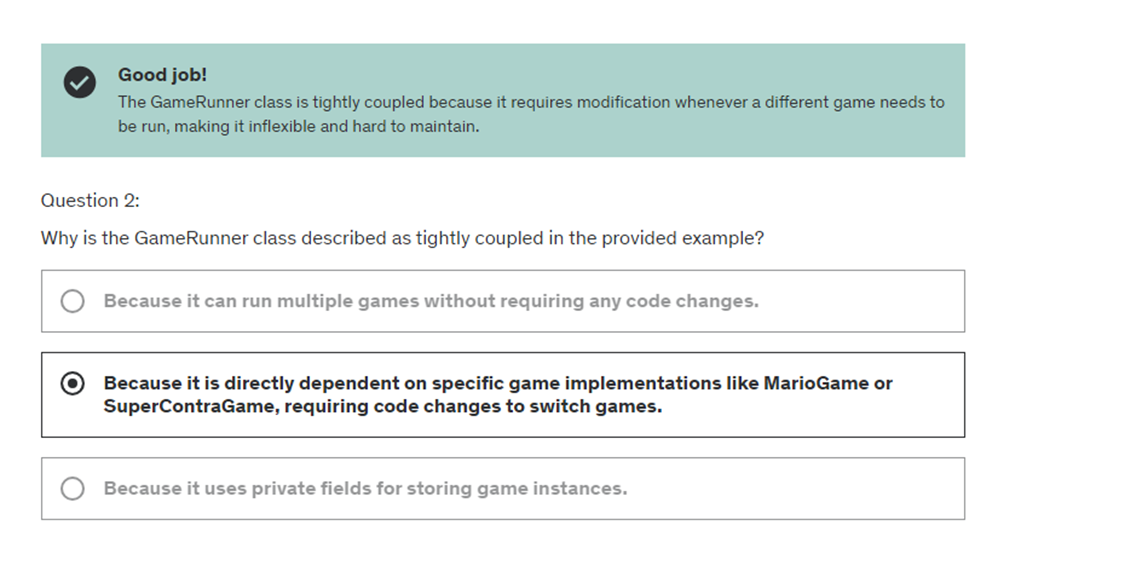 Good job!
The GameRunner class is tightly coupled because it requires modification whenever a different game needs to
be run, making it inflexible and hard to maintain.
Question 2:
Why is the GameRunner class described as tightly coupled in the provided example?
Because it can run multiple games without requiring any code changes.
Because it is directly dependent on specific game implementations like MarioGame or
SuperContraGame, requiring code changes to switch games.
Because it uses private fields for storing game instances.